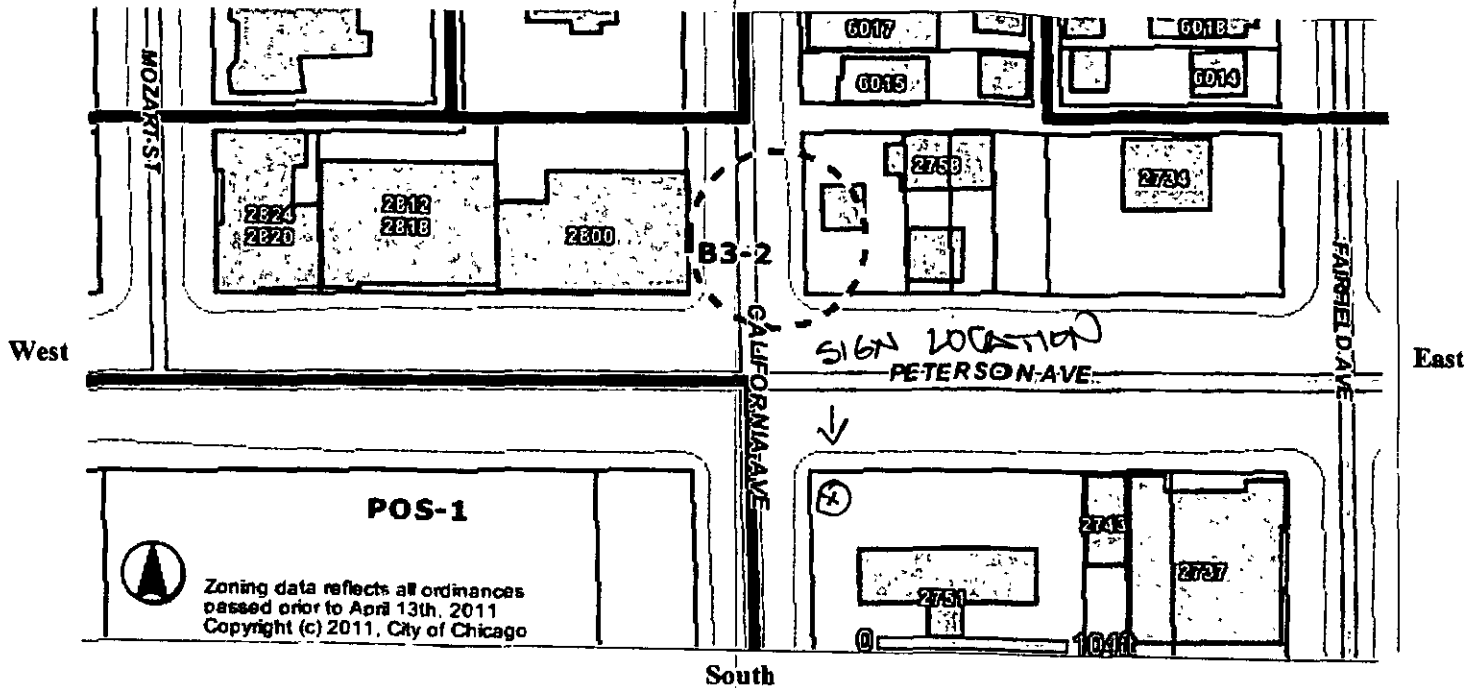 6017
6018
6015
6014
MOZART-ST
2758
2734
2824
2820
2812
2818
2800
B3-2
CALIFORNIA-AVE
FAIRFIELD-AVE
West
SIGN LOCATION
PETERSON-AVE
East
POS-1
X
2743
Zoning data reflects all ordinances
passed prior to April 13th, 2011
Copyright (c) 2011, City of Chicago
2737
2751
0
104ft
South